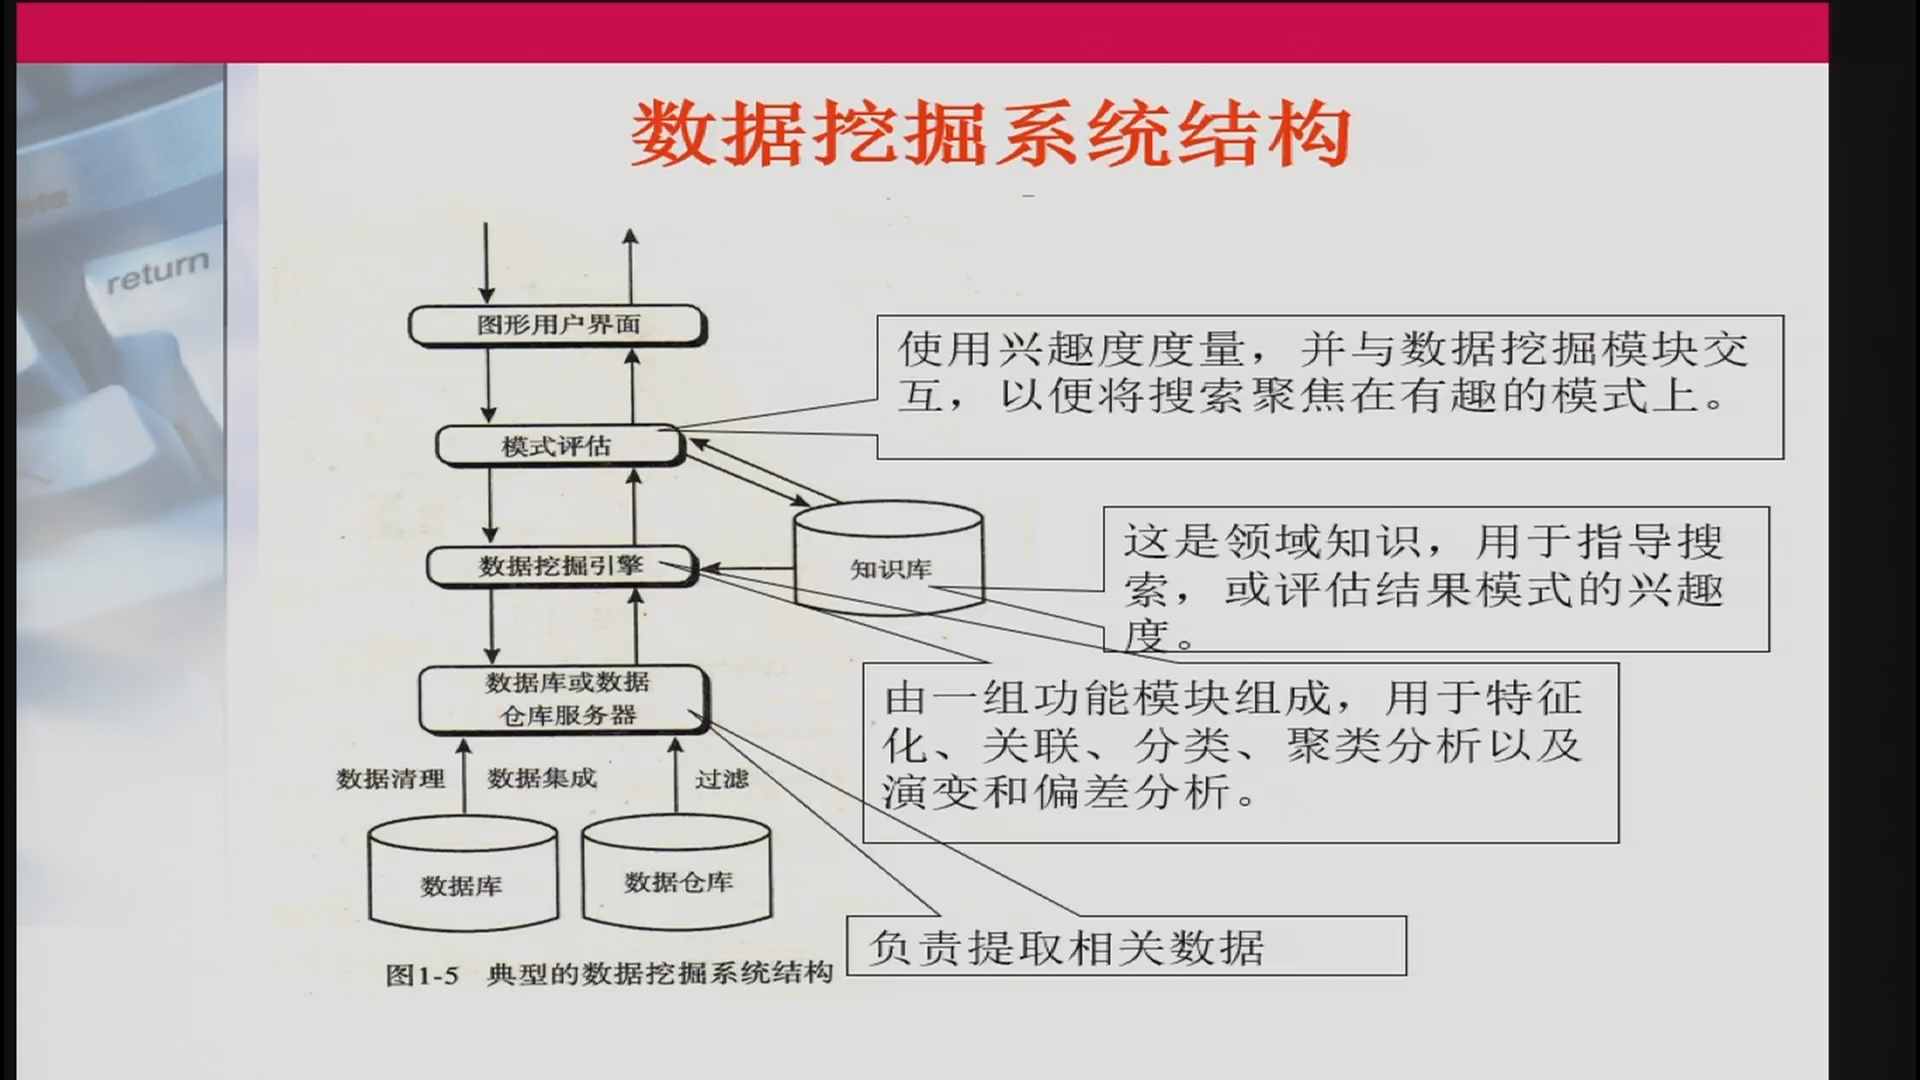 数据挖掘系统结构
return
图形用户界面
使用兴趣度度量，并与数据挖掘模块交
互，以便将搜索聚焦在有趣的模式上。
模式评估
这是领域知识，用于指导搜
索，或评估结果模式的兴趣
度。
数据挖掘引擎
知识库
由一组功能模块组成，用于特征
化、关联、分类、聚类分析以及
演变和偏差分析。
数据库或数据
仓库服务器
数据清理 数据集成 过滤
数据库
数据仓库
负责提取相关数据
图1-5 典型的数据挖掘系统结构